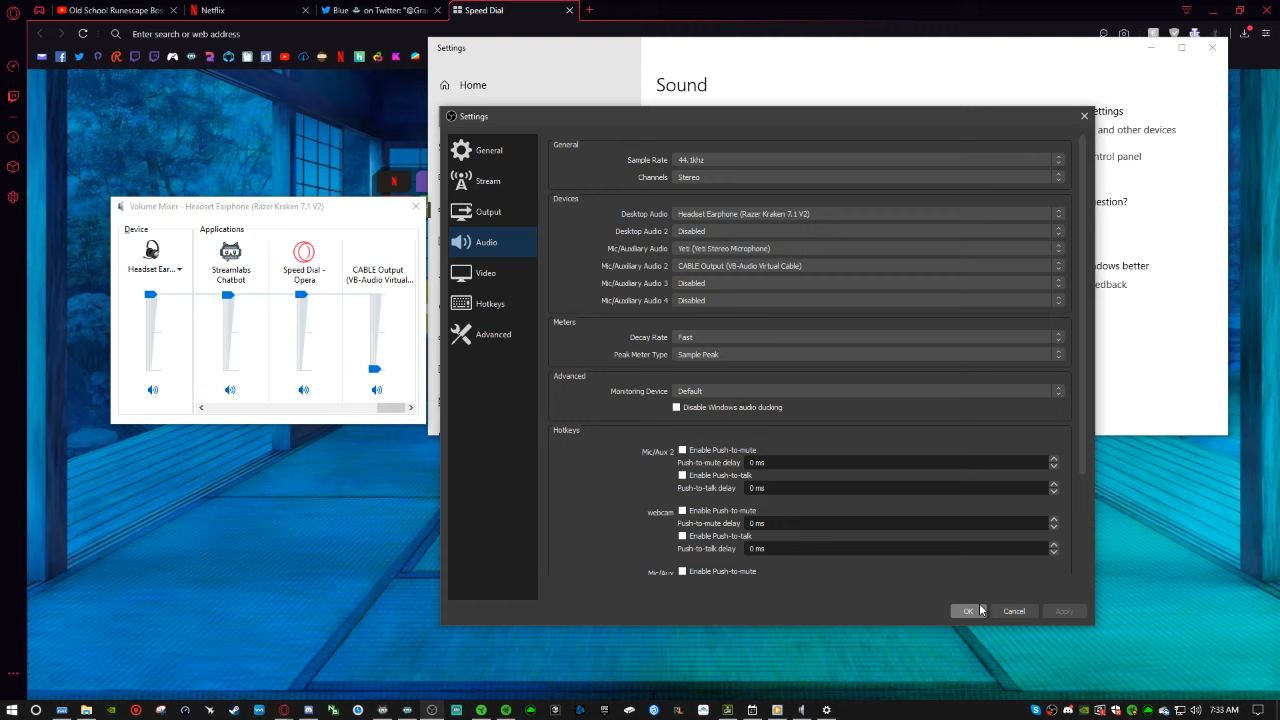 Old School Runescape Bos
Netflix
Blue
on Twitter: "@Gra
Speed Dial
Enter search or web address
Settings
Home
Sound
ettings
and other devices
ntrol panel
uestion?
ndows better
edback
Volume Mixer - Headset Earphone (Razer Kraken 7.1 V2)
Device
Applications
Headset Ear...
Streamlabs
Chatbot
Speed Dial -
Opera
CABLE Output
(VB-Audio Virtual...
Settings
General
Stream
Output
Audio
Video
Hotkeys
Advanced
General
Sample Rate 44.1khz
Channels Stereo
Devices
Desktop Audio Headset Earphone (Razer Kraken 7.1 V2)
Desktop Audio 2 Disabled
Mic/Auxiliary Audio Yeti (Yeti Stereo Microphone)
Mic/Auxiliary Audio 2 CABLE Output (VB-Audio Virtual Cable)
Mic/Auxiliary Audio 3 Disabled
Mic/Auxiliary Audio 4 Disabled
Meters
Decay Rate Fast
Peak Meter Type Sample Peak
Advanced
Monitoring Device Default
Disable Windows audio ducking
Hotkeys
Mic/Aux 2 Enable Push-to-mute
Push-to-mute delay 0 ms
Enable Push-to-talk
Push-to-talk delay 0 ms
webcam Enable Push-to-mute
Push-to-mute delay 0 ms
Enable Push-to-talk
Push-to-talk delay 0 ms
Mic/Aux Enable Push-to-mute
OK Cancel Apply
7:33 AM